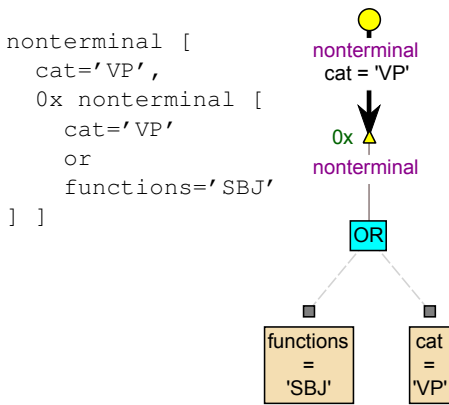 nonterminal [
cat=’VP’,
0x nonterminal [
cat=’VP’
or
functions=’SBJ’
] ]
nonterminal
cat = 'VP'
0x
nonterminal
OR
functions
=
'SBJ'
cat
=
'VP'